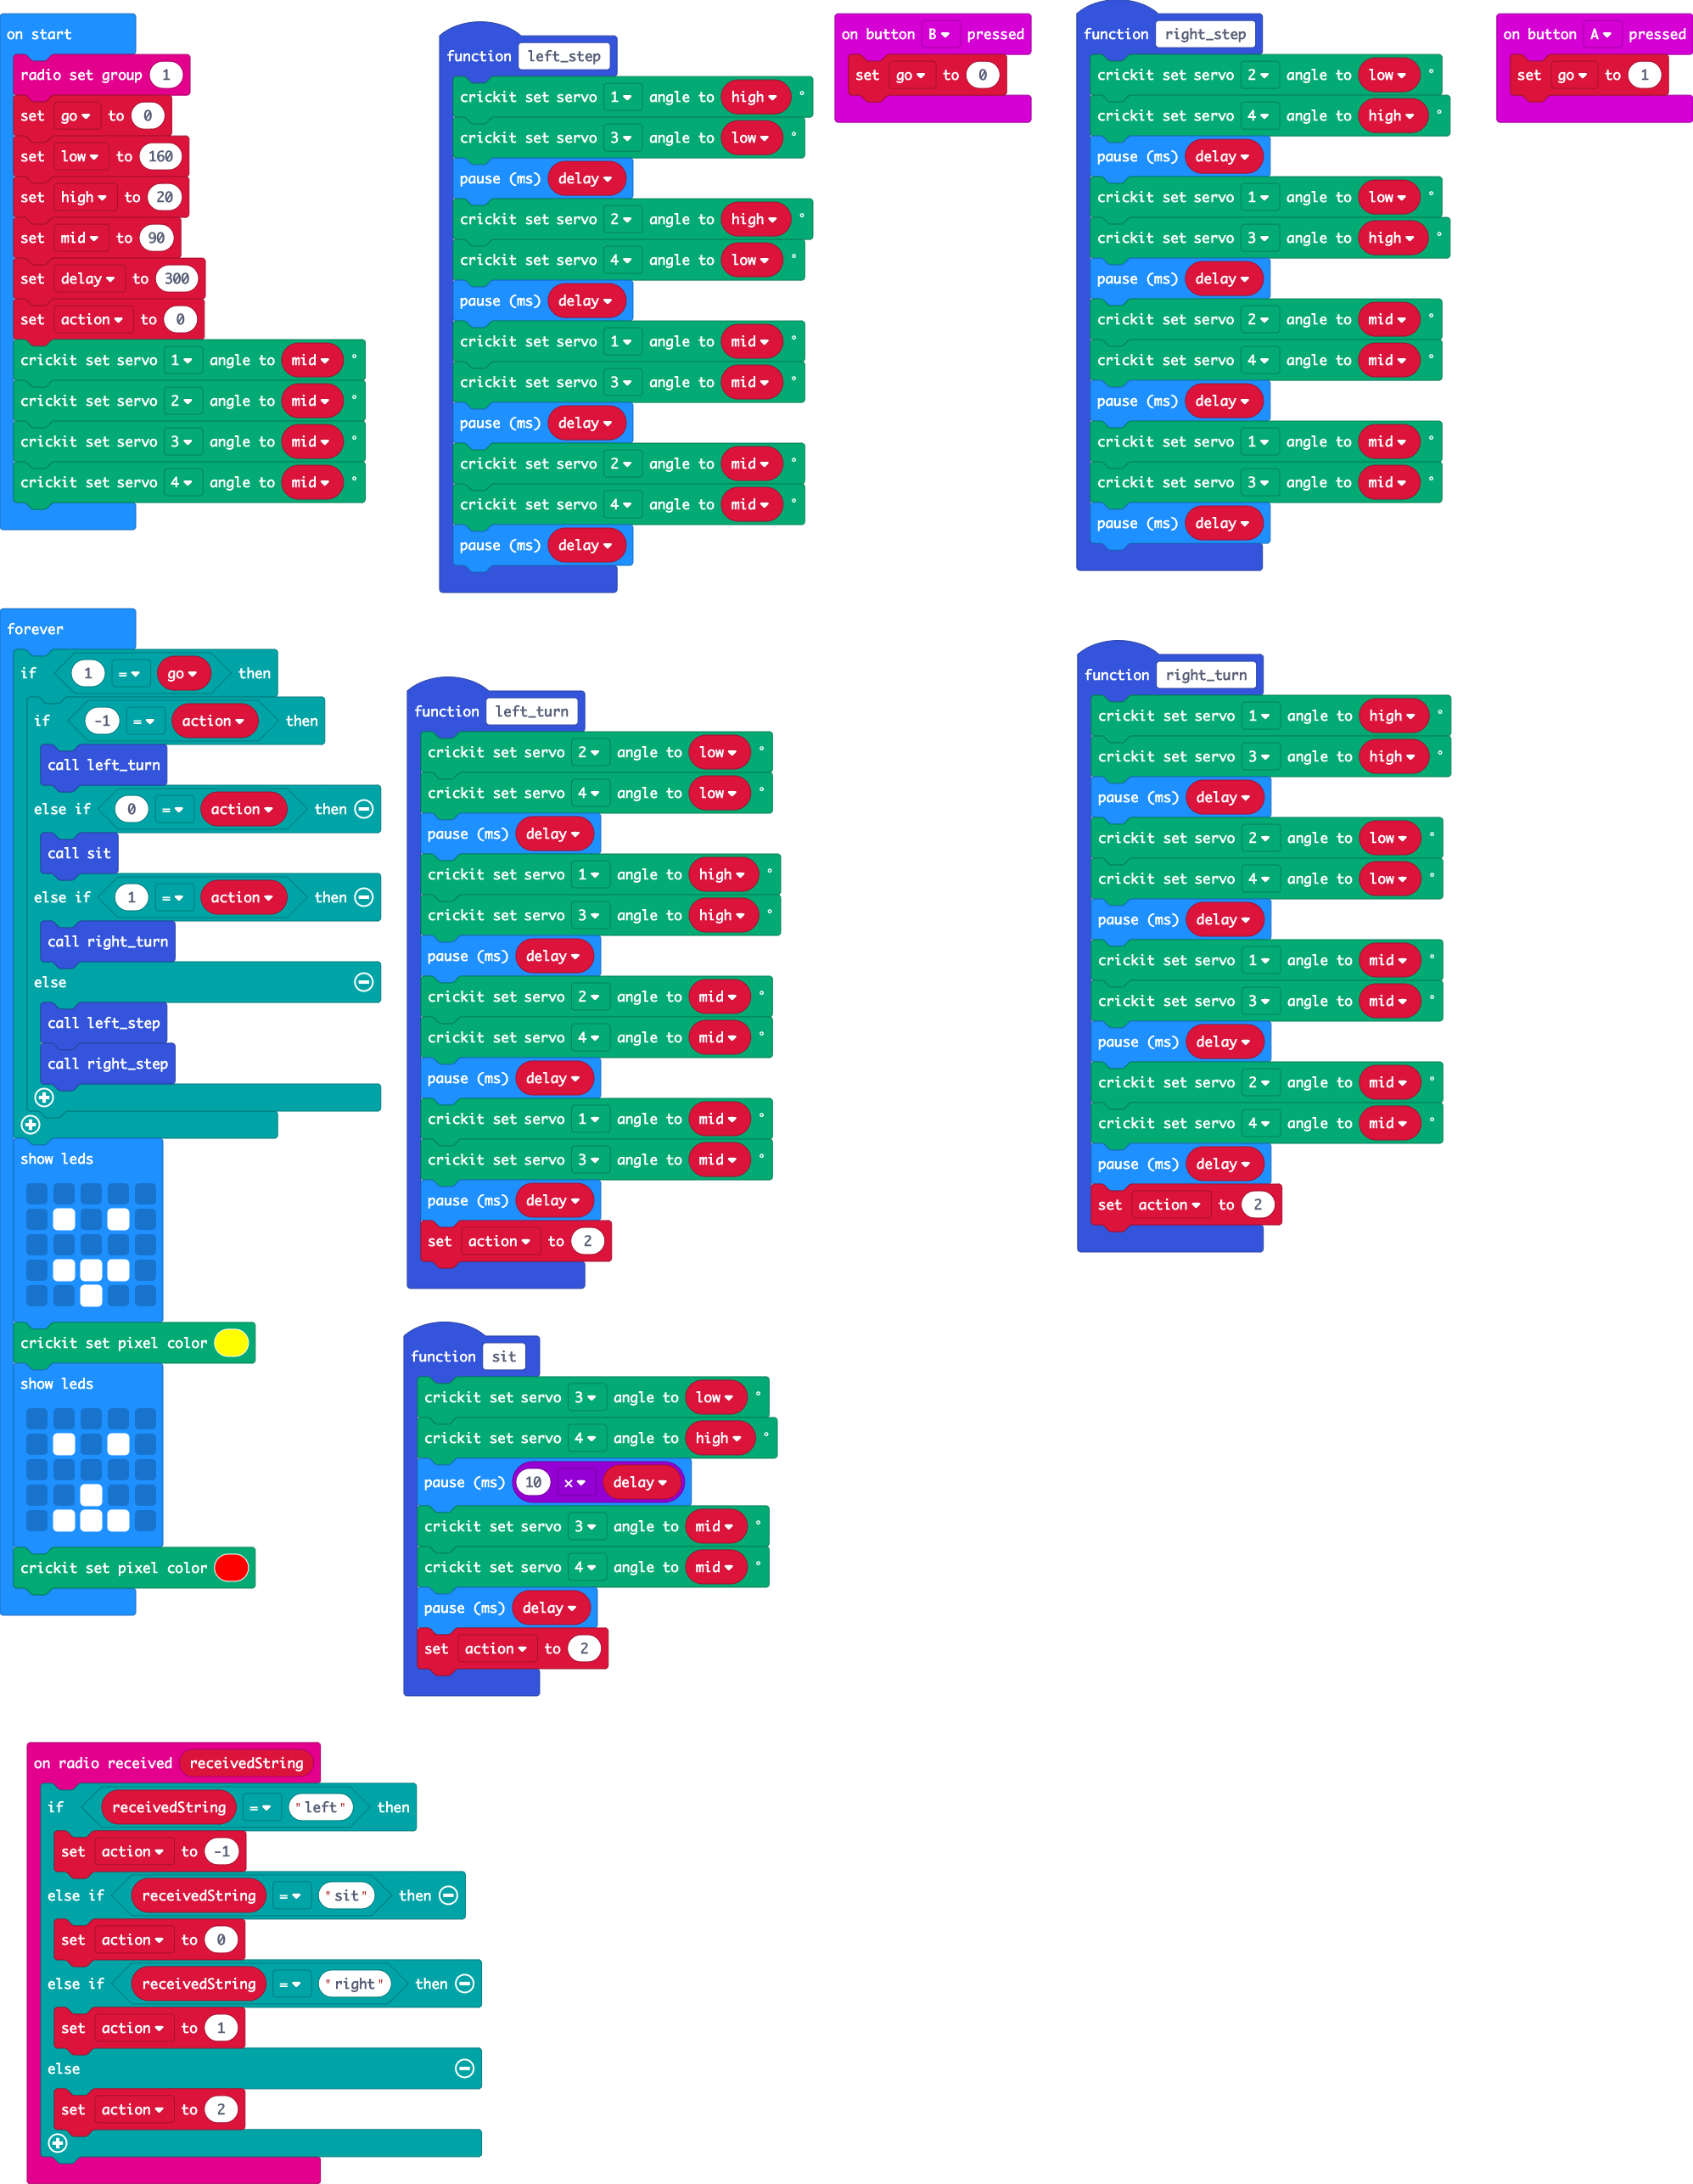 on start
radio set group 1
set go to 0
set low to 160
set high to 20
set mid to 90
set delay to 300
set action to 0
crickit set servo 1 angle to mid °
crickit set servo 2 angle to mid °
crickit set servo 3 angle to mid °
crickit set servo 4 angle to mid °
function left_step
crickit set servo 1 angle to high °
crickit set servo 3 angle to low °
pause (ms) delay
crickit set servo 2 angle to high °
crickit set servo 4 angle to low °
pause (ms) delay
crickit set servo 1 angle to mid °
crickit set servo 3 angle to mid °
pause (ms) delay
crickit set servo 2 angle to mid °
crickit set servo 4 angle to mid °
pause (ms) delay
on button B pressed
set go to 0
function right_step
crickit set servo 2 angle to low °
crickit set servo 4 angle to high °
pause (ms) delay
crickit set servo 1 angle to low °
crickit set servo 3 angle to high °
pause (ms) delay
crickit set servo 2 angle to mid °
crickit set servo 4 angle to mid °
pause (ms) delay
crickit set servo 1 angle to mid °
crickit set servo 3 angle to mid °
pause (ms) delay
on button A pressed
set go to 1
forever
if 1 = go then
if -1 = action then
call left_turn
else if 0 = action then
call sit
else if 1 = action then
call right_turn
else
call left_step
call right_step
show leds
crickit set pixel color
show leds
crickit set pixel color
function left_turn
crickit set servo 2 angle to low °
crickit set servo 4 angle to low °
pause (ms) delay
crickit set servo 1 angle to high °
crickit set servo 3 angle to high °
pause (ms) delay
crickit set servo 2 angle to mid °
crickit set servo 4 angle to mid °
pause (ms) delay
crickit set servo 1 angle to mid °
crickit set servo 3 angle to mid °
pause (ms) delay
set action to 2
function right_turn
crickit set servo 1 angle to high °
crickit set servo 3 angle to high °
pause (ms) delay
crickit set servo 2 angle to low °
crickit set servo 4 angle to low °
pause (ms) delay
crickit set servo 1 angle to mid °
crickit set servo 3 angle to mid °
pause (ms) delay
crickit set servo 2 angle to mid °
crickit set servo 4 angle to mid °
pause (ms) delay
set action to 2
function sit
crickit set servo 3 angle to low °
crickit set servo 4 angle to high °
pause (ms) 10 × delay
crickit set servo 3 angle to mid °
crickit set servo 4 angle to mid °
pause (ms) delay
set action to 2
on radio received receivedString
if receivedString = "left" then
set action to -1
else if receivedString = "sit" then
set action to 0
else if receivedString = "right" then
set action to 1
else
set action to 2